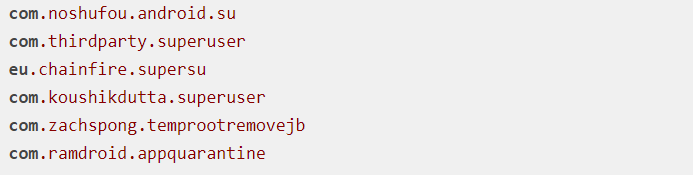 com.noshufou.android.su
com.thirdparty.superuser
eu.chainfire.supersu
com.koushikdutta.superuser
com.zachspong.temprootremovejb
com.ramdroid.appquarantine